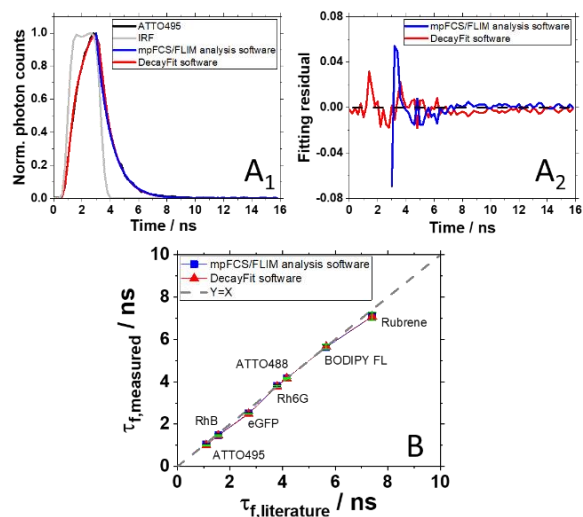 1.0
0.8
0.6
0.4
0.2
0.0
Norm. photon counts
ATTO495
IRF
mpFCS/FLIM analysis software
DecayFit software
A1
0 2 4 6 8 10 12 14 16
Time / ns
0.08
0.04
0.00
-0.04
-0.08
Fitting residual
mpFCS/FLIM analysis software
DecayFit software
A2
0 2 4 6 8 10 12 14 16
Time / ns
10
8
6
4
2
0
τf,measured / ns
mpFCS/FLIM analysis software
DecayFit software
Y=X
Rubrene
ATTO488
BODIPY FL
Rh6G
RhB
eGFP
ATTO495
B
0 2 4 6 8 10
τf,literature / ns